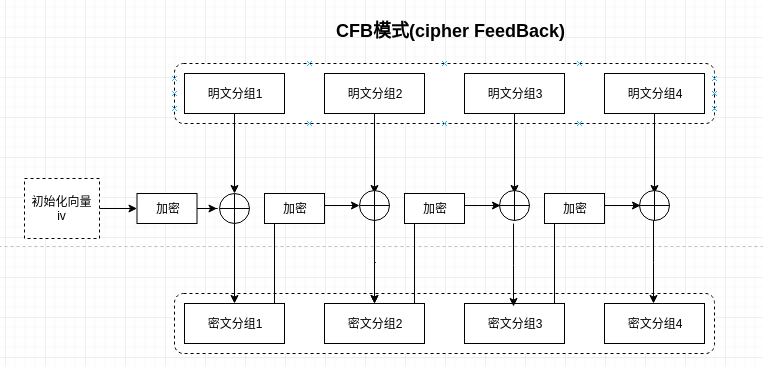 CFB模式(cipher FeedBack)
明文分组1
明文分组2
明文分组3
明文分组4
初始化向量
iv
加密
加密
加密
加密
密文分组1
密文分组2
密文分组3
密文分组4